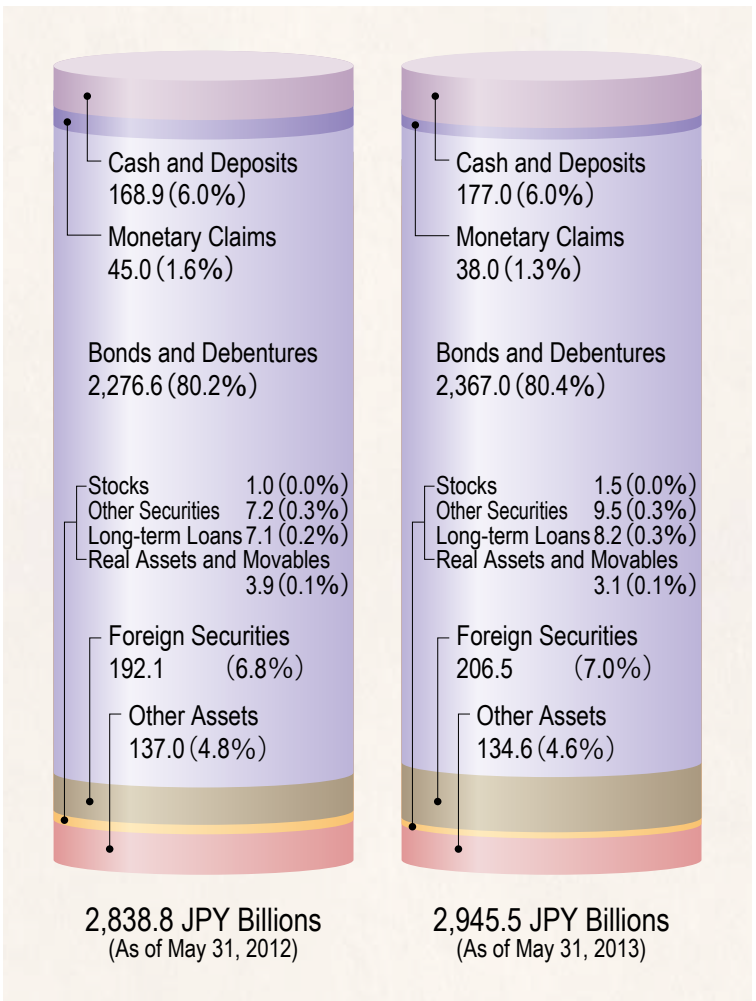 Cash and Deposits
168.9(6.0%)
Monetary Claims
45.0(1.6%)
Bonds and Debentures
2,276.6(80.2%)
Stocks 1.0(0.0%)
Other Securities 7.2(0.3%)
Long-term Loans 7.1(0.2%)
Real Assets and Movables
3.9(0.1%)
Foreign Securities
192.1 (6.8%)
Other Assets
137.0(4.8%)
2,838.8 JPY Billions
(As of May 31, 2012)
Cash and Deposits
177.0(6.0%)
Monetary Claims
38.0(1.3%)
Bonds and Debentures
2,367.0(80.4%)
Stocks 1.5(0.0%)
Other Securities 9.5(0.3%)
Long-term Loans 8.2(0.3%)
Real Assets and Movables
3.1(0.1%)
Foreign Securities
206.5 (7.0%)
Other Assets
134.6(4.6%)
2,945.5 JPY Billions
(As of May 31, 2013)